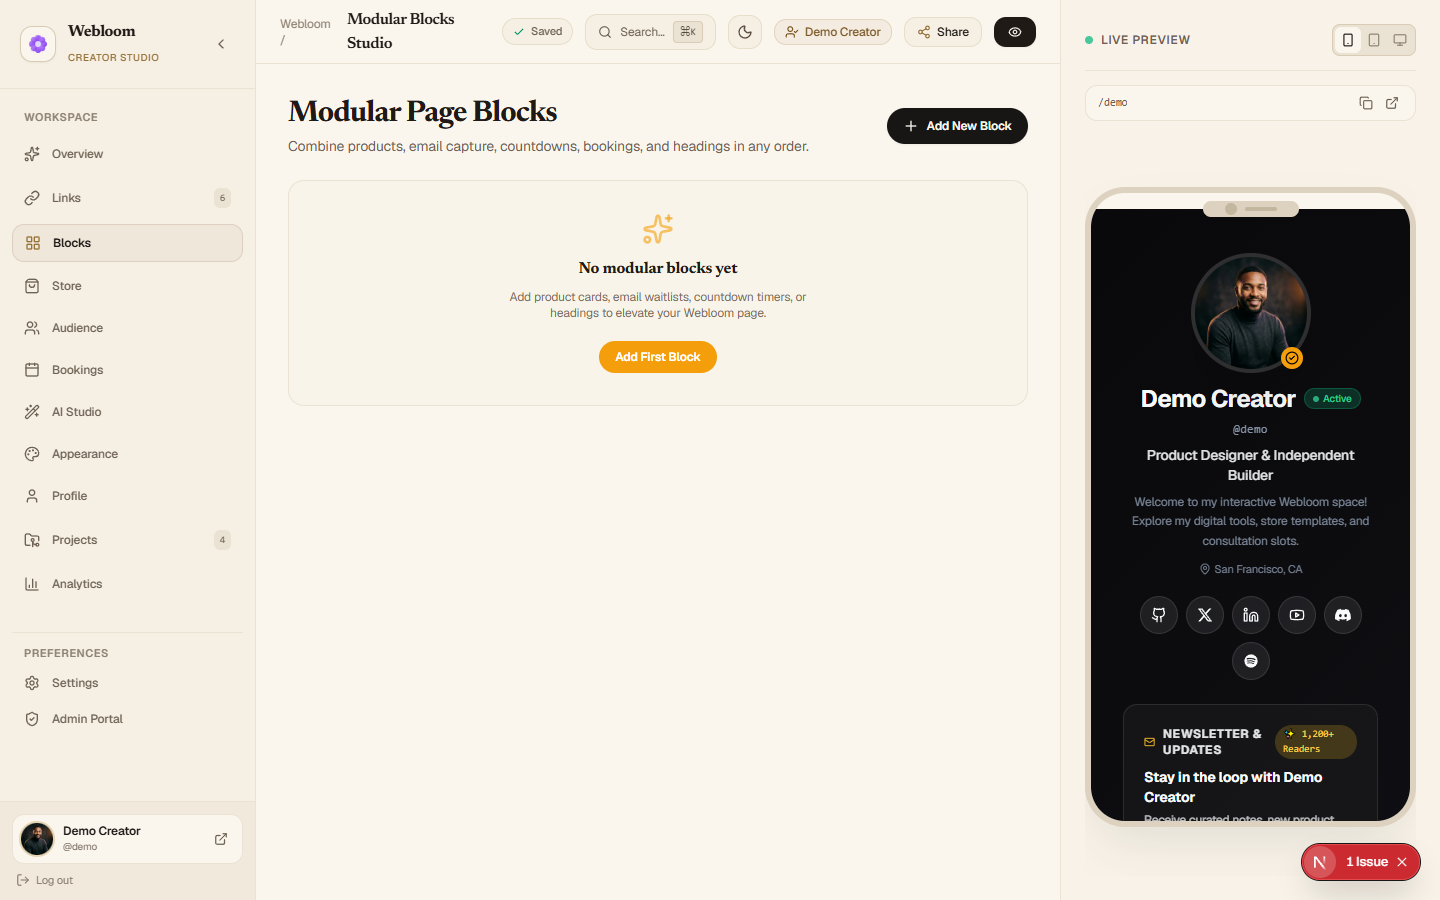 Webloom
CREATOR STUDIO
WORKSPACE
Overview
Links
6
Blocks
Store
Audience
Bookings
AI Studio
Appearance
Profile
Projects
4
Analytics
PREFERENCES
Settings
Admin Portal
Demo Creator
@demo
Log out
Webloom
/
Modular Blocks
Studio
Saved
Search...
⌘K
Demo Creator
Share
Modular Page Blocks
Combine products, email capture, countdowns, bookings, and headings in any order.
Add New Block
No modular blocks yet
Add product cards, email waitlists, countdown timers, or
headings to elevate your Webloom page.
Add First Block
LIVE PREVIEW
/demo
Demo Creator
Active
@demo
Product Designer & Independent
Builder
Welcome to my interactive Webloom space!
Explore my digital tools, store templates, and
consultation slots.
San Francisco, CA
NEWSLETTER &
UPDATES
✨ 1,200+
Readers
Stay in the loop with Demo
Creator
Receive curated notes, new product
1 Issue